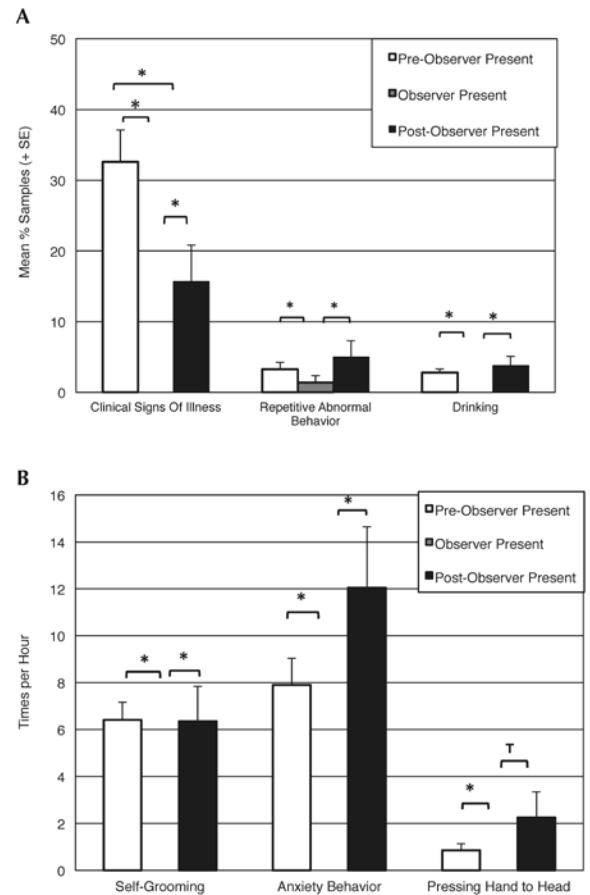 A
50
40
30
20
10
0
Mean % Samples (+ SE)
Pre-Observer Present
Observer Present
Post-Observer Present
*
*
*
*
*
*
*
Clinical Signs Of Illness
Repetitive Abnormal
Behavior
Drinking
B
16
14
12
10
8
6
4
2
0
Times per Hour
Pre-Observer Present
Observer Present
Post-Observer Present
*
*
*
*
*
T
Self-Grooming
Anxiety Behavior
Pressing Hand to Head